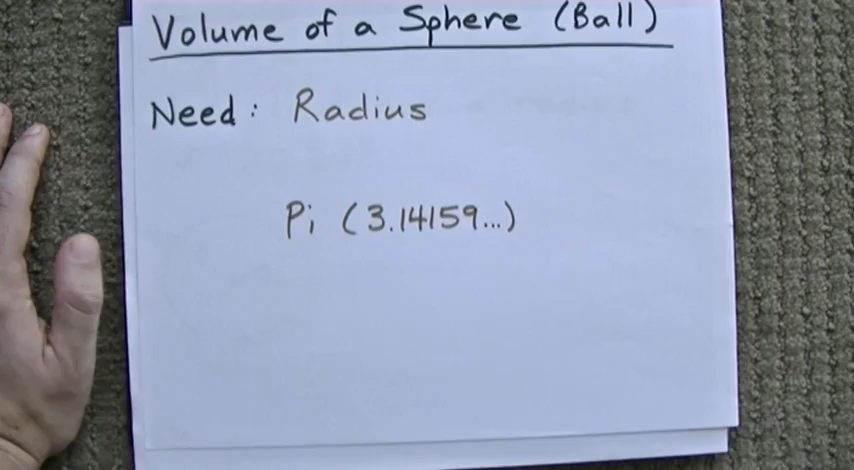 Volume of a Sphere (Ball)
Need: Radius
Pi (3.14159...)